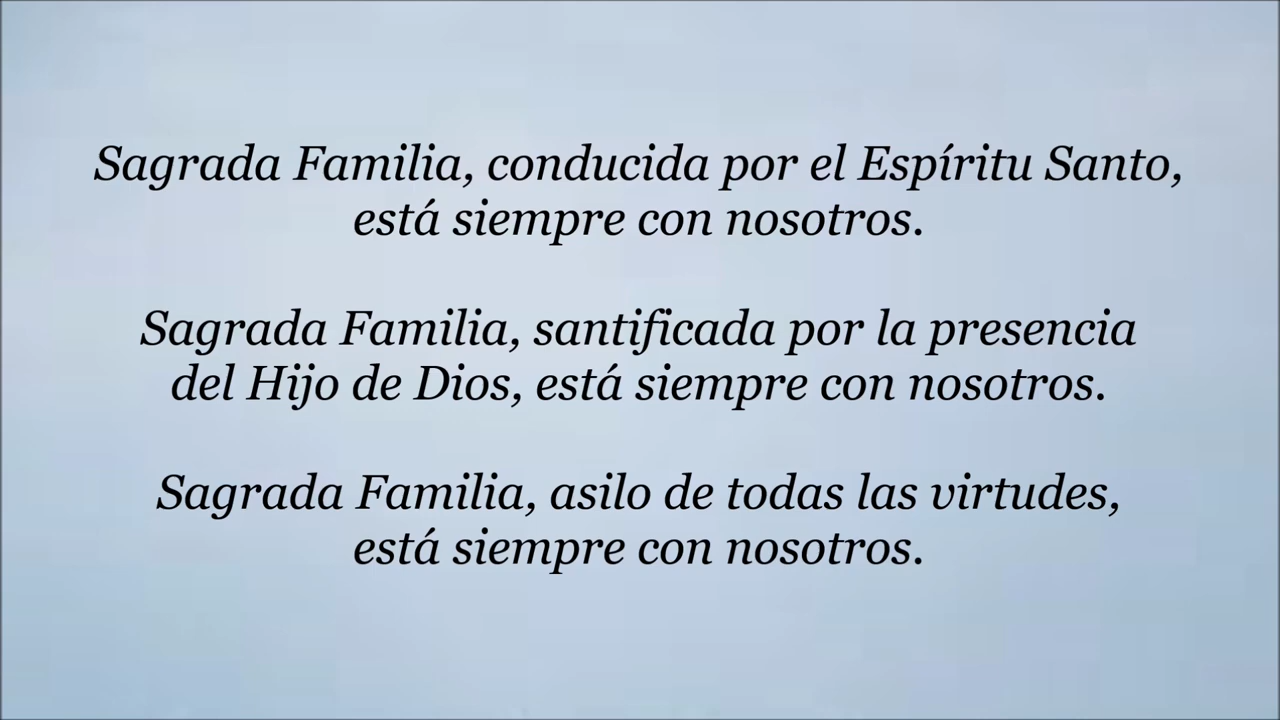 Sagrada Familia, conducida por el Espíritu Santo,
está siempre con nosotros.
Sagrada Familia, santificada por la presencia
del Hijo de Dios, está siempre con nosotros.
Sagrada Familia, asilo de todas las virtudes,
está siempre con nosotros.